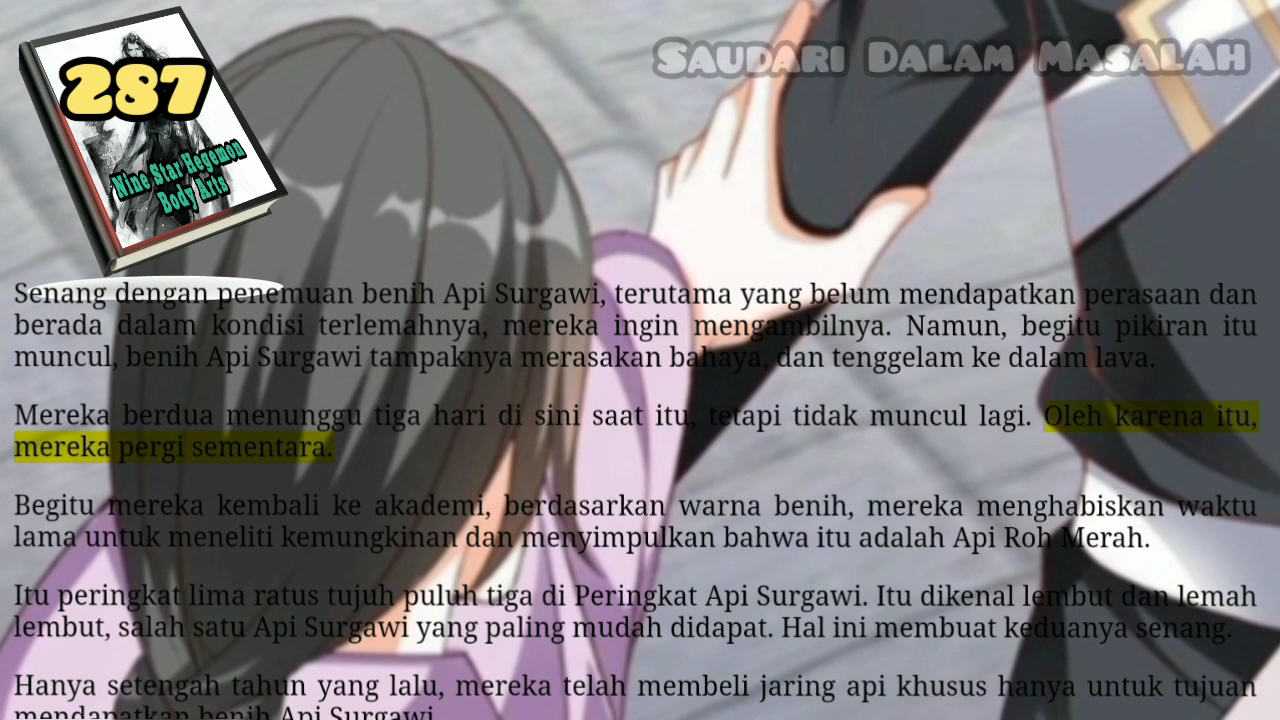 287
Nine Star Hegemon
Body Arts
SAUDARI DALAM MASALAH
Senang dengan penemuan benih Api Surgawi, terutama yang belum mendapatkan perasaan dan
berada dalam kondisi terlemahnya, mereka ingin mengambilnya. Namun, begitu pikiran itu
muncul, benih Api Surgawi tampaknya merasakan bahaya, dan tenggelam ke dalam lava.
Mereka berdua menunggu tiga hari di sini saat itu, tetapi tidak muncul lagi. Oleh karena itu,
mereka pergi sementara.
Begitu mereka kembali ke akademi, berdasarkan warna benih, mereka menghabiskan waktu
lama untuk meneliti kemungkinan dan menyimpulkan bahwa itu adalah Api Roh Merah.
Itu peringkat lima ratus tujuh puluh tiga di Peringkat Api Surgawi. Itu dikenal lembut dan lemah
lembut, salah satu Api Surgawi yang paling mudah didapat. Hal ini membuat keduanya senang.
Hanya setengah tahun yang lalu, mereka telah membeli jaring api khusus hanya untuk tujuan
mendapatkan benih Api Surgawi.